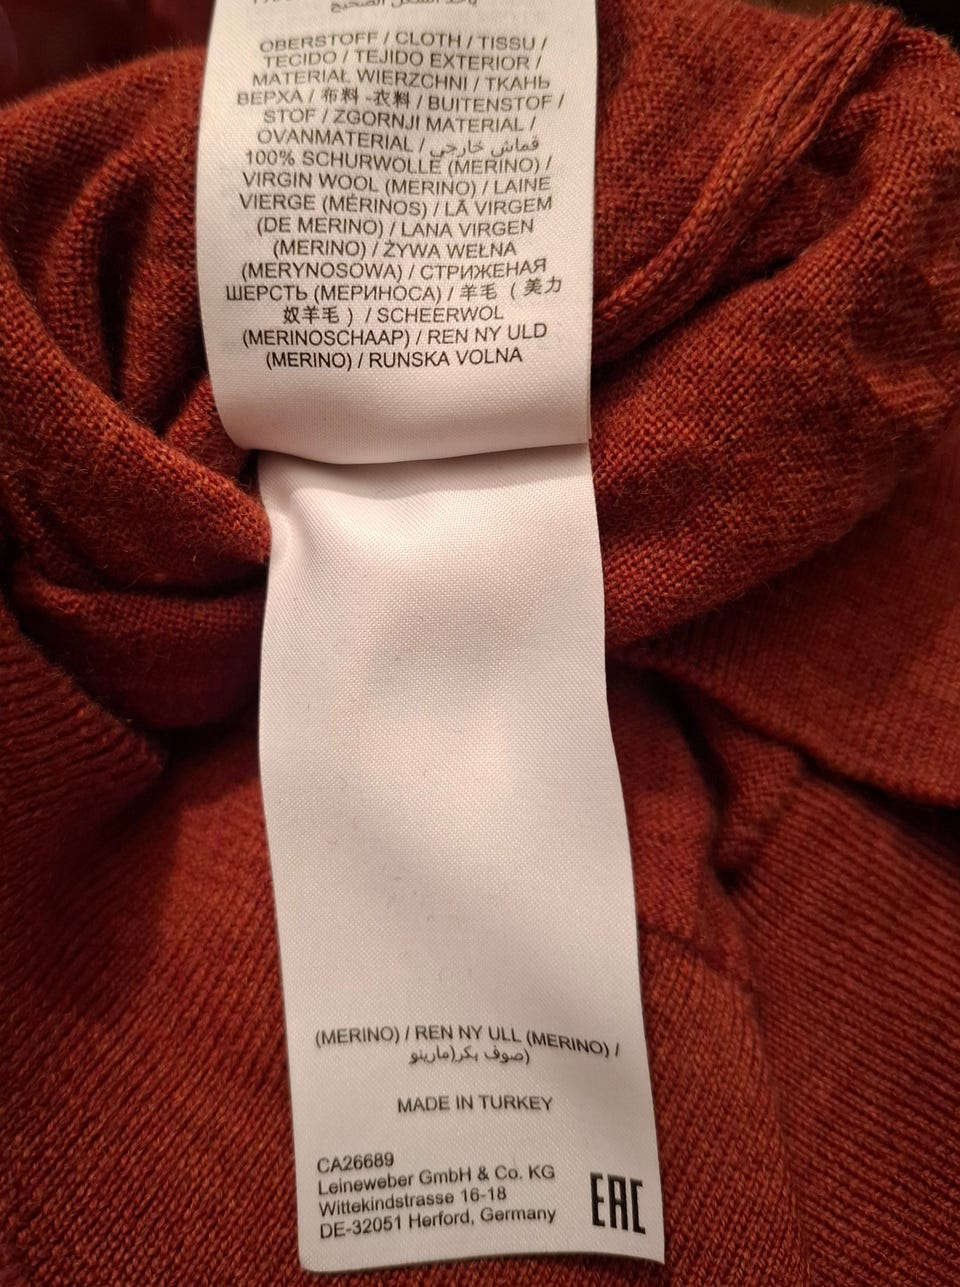 OBERSTOFF / CLOTH / TISSU /
TECIDO / TEJIDO EXTERIOR /
MATERIAŁ WIERZCHNI / ТКАНЬ
ВЕРХА / 布料 -衣料 / BUITENSTOF /
STOF / ZGORNJI MATERIAL /
OVANMATERIAL / قماش خارجي
100% SCHURWOLLE (MERINO) /
VIRGIN WOOL (MERINO) / LAINE
VIERGE (MÉRINOS) / LÃ VIRGEM
(DE MERINO) / LANA VIRGEN
(MERINO) / ŻYWA WEŁNA
(MERYNOSOWA) / СТРИЖЕНАЯ
ШЕРСТЬ (МЕРИНОСА) / 羊毛 ( 美力
奴羊毛 ) / SCHEERWOL
(MERINOSCHAAP) / REN NY ULD
(MERINO) / RUNSKA VOLNA
(MERINO) / REN NY ULL (MERINO) /
صوف بكر(مارينو)
MADE IN TURKEY
CA26689
Leineweber GmbH & Co. KG
Wittekindstrasse 16-18
DE-32051 Herford, Germany
EAC